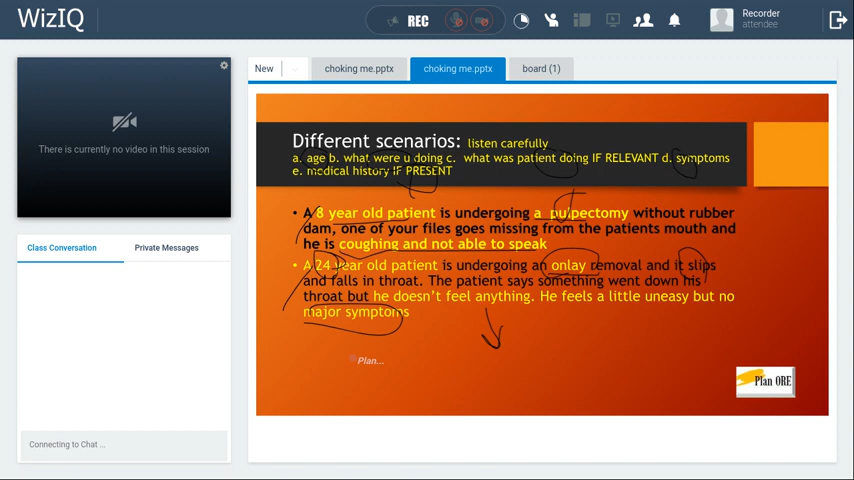 WizIQ
REC
Recorder
attendee
There is currently no video in this session
Class Conversation
Private Messages
Connecting to Chat ...
New
choking me.pptx
choking me.pptx
board (1)
Different scenarios: listen carefully
a. age b. what were u doing c. what was patient doing IF RELEVANT d. symptoms
e. medical history IF PRESENT
• A 8 year old patient is undergoing a pulpectomy without rubber
dam, one of your files goes missing from the patients mouth and
he is coughing and not able to speak
• A 24 year old patient is undergoing an onlay removal and it slips
and falls in throat. The patient says something went down his
throat but he doesn't feel anything. He feels a little uneasy but no
major symptoms
Plan...
Plan ORE